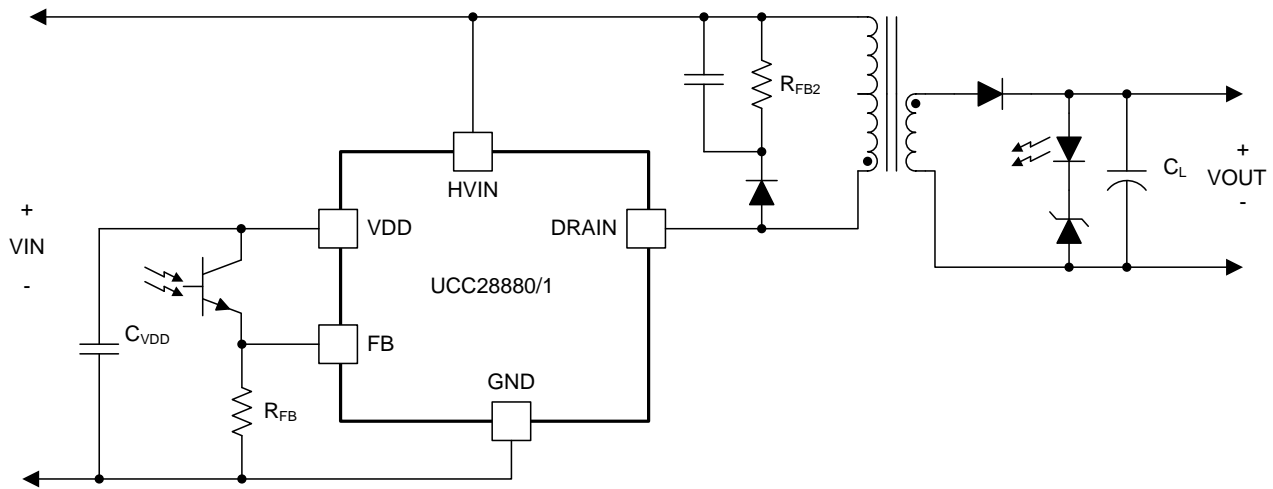 R_FB2
HVIN
+
VIN
-
VDD
DRAIN
UCC28880/1
C_VDD
FB
R_FB
GND
C_L
+
VOUT
-